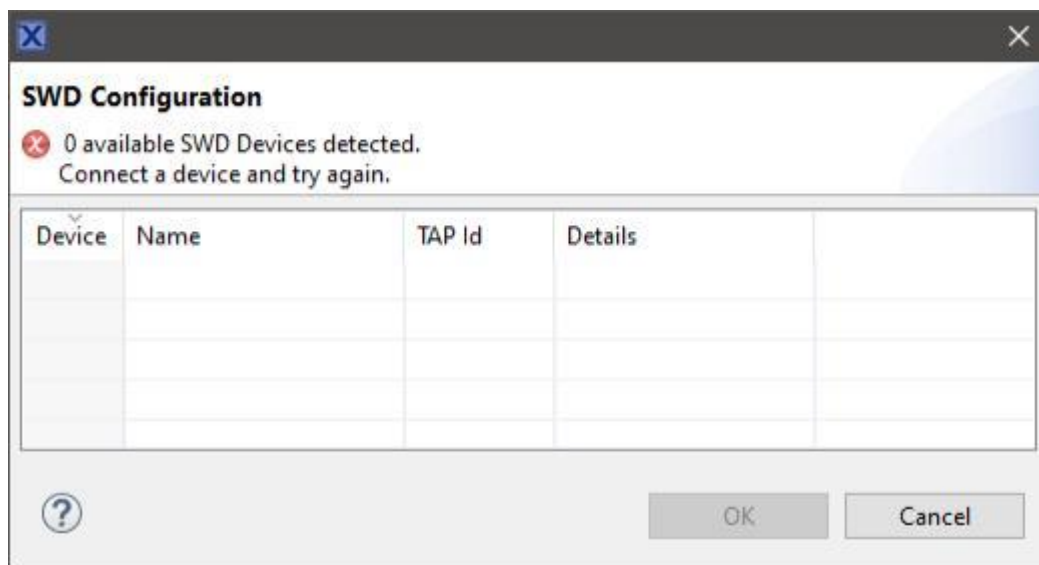 X
SWD Configuration
0 available SWD Devices detected.
Connect a device and try again.
Device Name TAP Id Details
?
OK Cancel